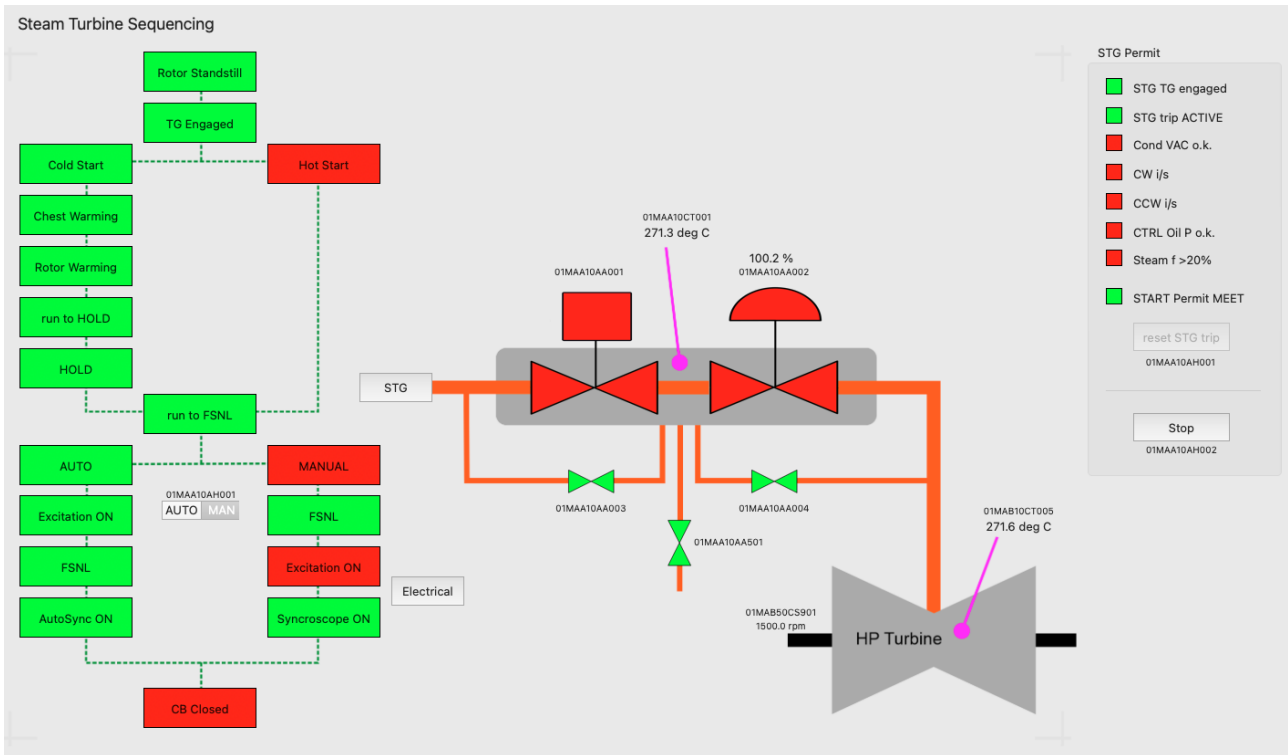 Steam Turbine Sequencing
Rotor Standstill
TG Engaged
Cold Start
Hot Start
Chest Warming
Rotor Warming
run to HOLD
HOLD
run to FSNL
AUTO
MANUAL
Excitation ON
01MAA10AH001
AUTO MAN
FSNL
FSNL
Excitation ON
Electrical
AutoSync ON
Syncroscope ON
CB Closed
STG
01MAA10AA001
01MAA10CT001
271.3 deg C
100.2 %
01MAA10AA002
01MAA10AA003
01MAA10AA004
01MAA10AA501
01MAB10CT005
271.6 deg C
01MAB50CS901
1500.0 rpm
HP Turbine
STG Permit
STG TG engaged
STG trip ACTIVE
Cond VAC o.k.
CW i/s
CCW i/s
CTRL Oil P o.k.
Steam f >20%
START Permit MEET
reset STG trip
01MAA10AH001
Stop
01MAA10AH002